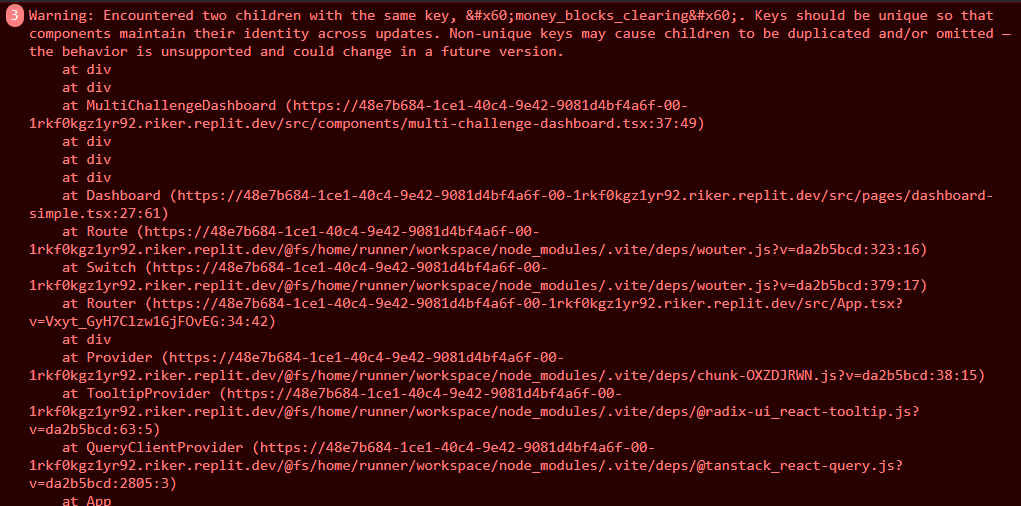 3 Warning: Encountered two children with the same key, &#x60;money_blocks_clearing&#x60;. Keys should be unique so that
components maintain their identity across updates. Non-unique keys may cause children to be duplicated and/or omitted —
the behavior is unsupported and could change in a future version.
at div
at div
at MultiChallengeDashboard (https://48e7b684-1ce1-40c4-9e42-9081d4bf4a6f-00-
1rkf0kgz1yr92.riker.replit.dev/src/components/multi-challenge-dashboard.tsx:37:49)
at div
at div
at div
at Dashboard (https://48e7b684-1ce1-40c4-9e42-9081d4bf4a6f-00-1rkf0kgz1yr92.riker.replit.dev/src/pages/dashboard-
simple.tsx:27:61)
at Route (https://48e7b684-1ce1-40c4-9e42-9081d4bf4a6f-00-
1rkf0kgz1yr92.riker.replit.dev/@fs/home/runner/workspace/node_modules/.vite/deps/wouter.js?v=da2b5bcd:323:16)
at Switch (https://48e7b684-1ce1-40c4-9e42-9081d4bf4a6f-00-
1rkf0kgz1yr92.riker.replit.dev/@fs/home/runner/workspace/node_modules/.vite/deps/wouter.js?v=da2b5bcd:379:17)
at Router (https://48e7b684-1ce1-40c4-9e42-9081d4bf4a6f-00-1rkf0kgz1yr92.riker.replit.dev/src/App.tsx?
v=Vxyt_GyH7Clzw1GjFOvEG:34:42)
at div
at Provider (https://48e7b684-1ce1-40c4-9e42-9081d4bf4a6f-00-
1rkf0kgz1yr92.riker.replit.dev/@fs/home/runner/workspace/node_modules/.vite/deps/chunk-OXZDJRWN.js?v=da2b5bcd:38:15)
at TooltipProvider (https://48e7b684-1ce1-40c4-9e42-9081d4bf4a6f-00-
1rkf0kgz1yr92.riker.replit.dev/@fs/home/runner/workspace/node_modules/.vite/deps/@radix-ui_react-tooltip.js?
v=da2b5bcd:63:5)
at QueryClientProvider (https://48e7b684-1ce1-40c4-9e42-9081d4bf4a6f-00-
1rkf0kgz1yr92.riker.replit.dev/@fs/home/runner/workspace/node_modules/.vite/deps/@tanstack_react-query.js?
v=da2b5bcd:2805:3)
at App